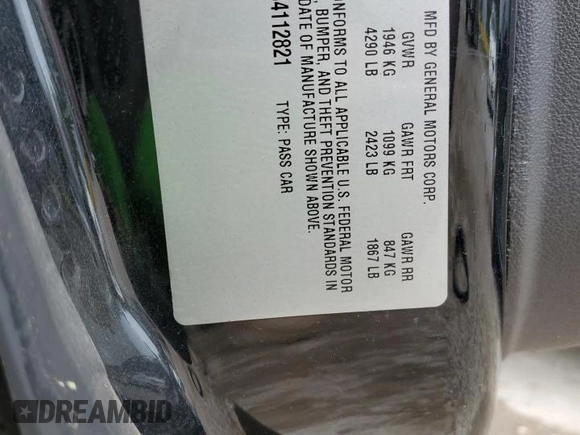 MFD BY GENERAL MOTORS CORP.
GVWR GAWR FRT GAWR RR
1946 KG 1099 KG 847 KG
4290 LB 2423 LB 1867 LB
ONFORMS TO ALL APPLICABLE U.S. FEDERAL MOTOR
, BUMPER, AND THEFT PREVENTION STANDARDS IN
DATE OF MANUFACTURE SHOWN ABOVE.
4112821 TYPE: PASS CAR
DREAMBID